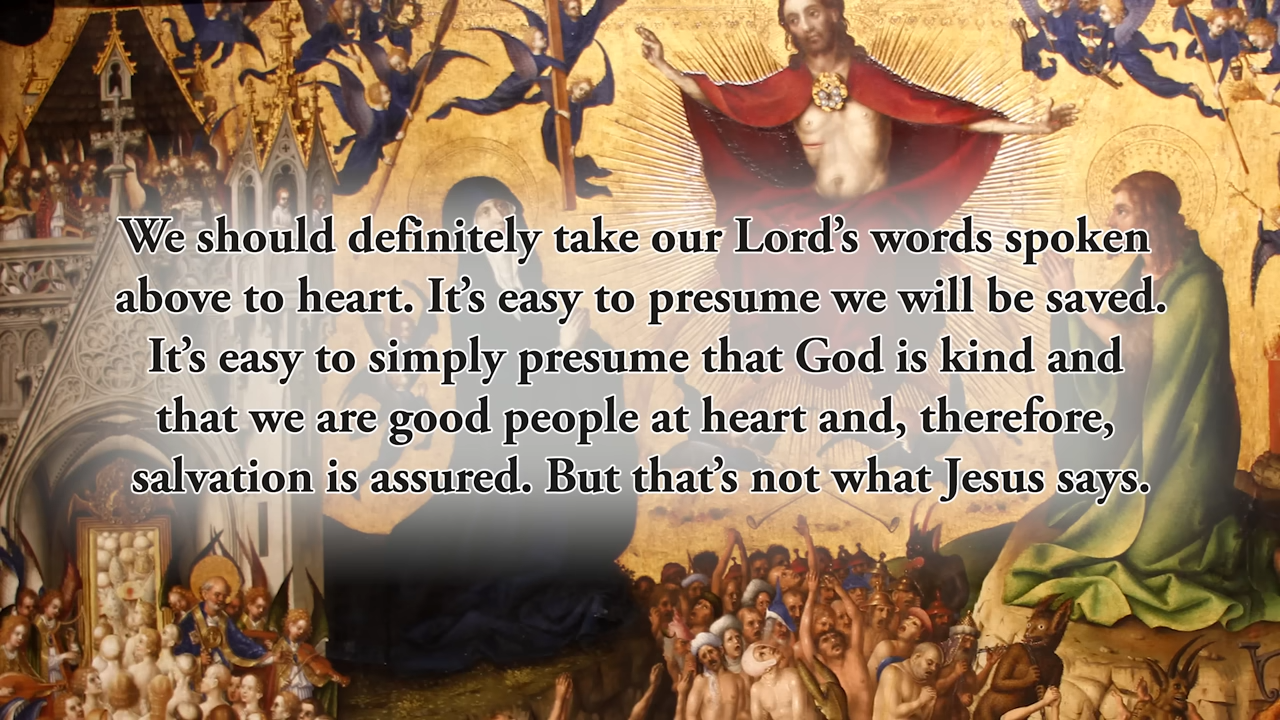 We should definitely take our Lord’s words spoken
above to heart. It’s easy to presume we will be saved.
It’s easy to simply presume that God is kind and
that we are good people at heart and, therefore,
salvation is assured. But that’s not what Jesus says.